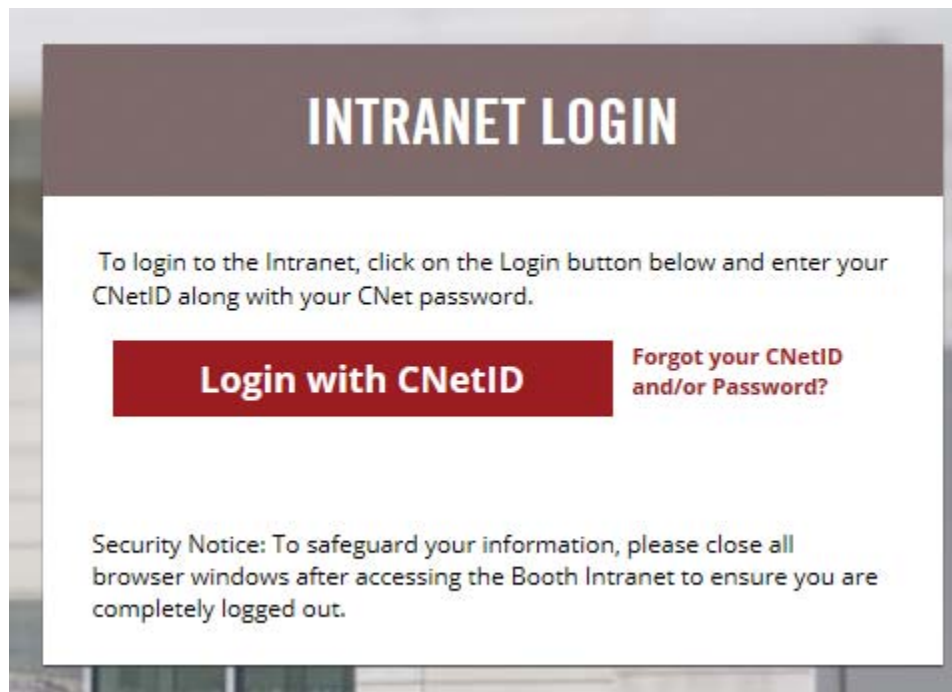 INTRANET LOGIN
To login to the Intranet, click on the Login button below and enter your
CNetID along with your CNet password.
Login with CNetID
Forgot your CNetID
and/or Password?
Security Notice: To safeguard your information, please close all
browser windows after accessing the Booth Intranet to ensure you are
completely logged out.